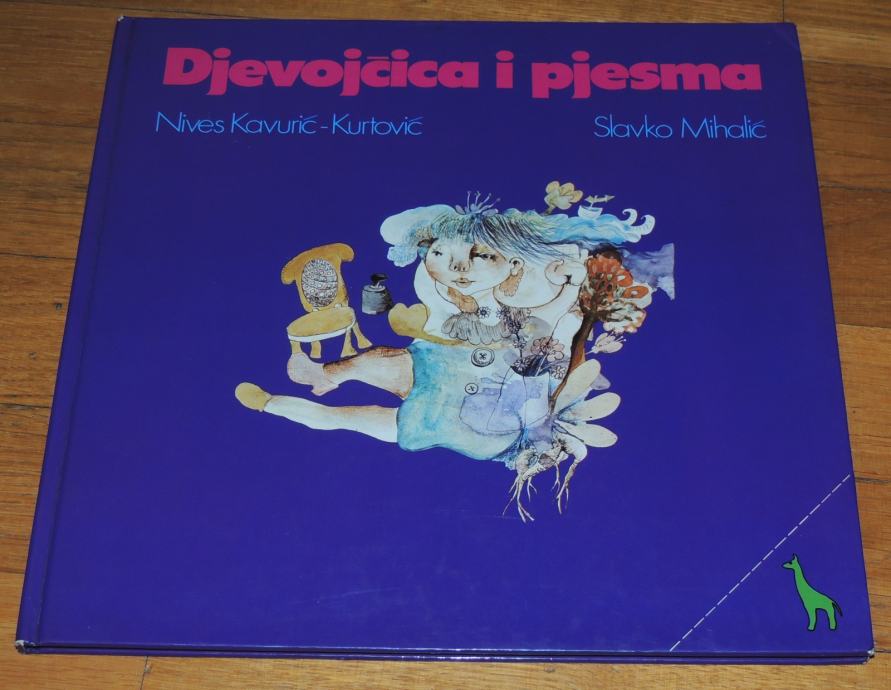 Djevojčica i pjesma
Nives Kavurić-Kurtović
Slavko Mihalić